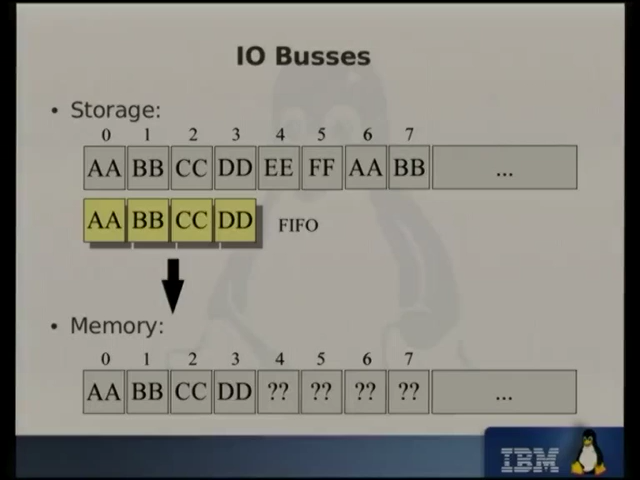 IO Busses
• Storage:
0 1 2 3 4 5 6 7
AA BB CC DD EE FF AA BB ...
AA BB CC DD FIFO
• Memory:
0 1 2 3 4 5 6 7
AA BB CC DD ?? ?? ?? ?? ...
IBM